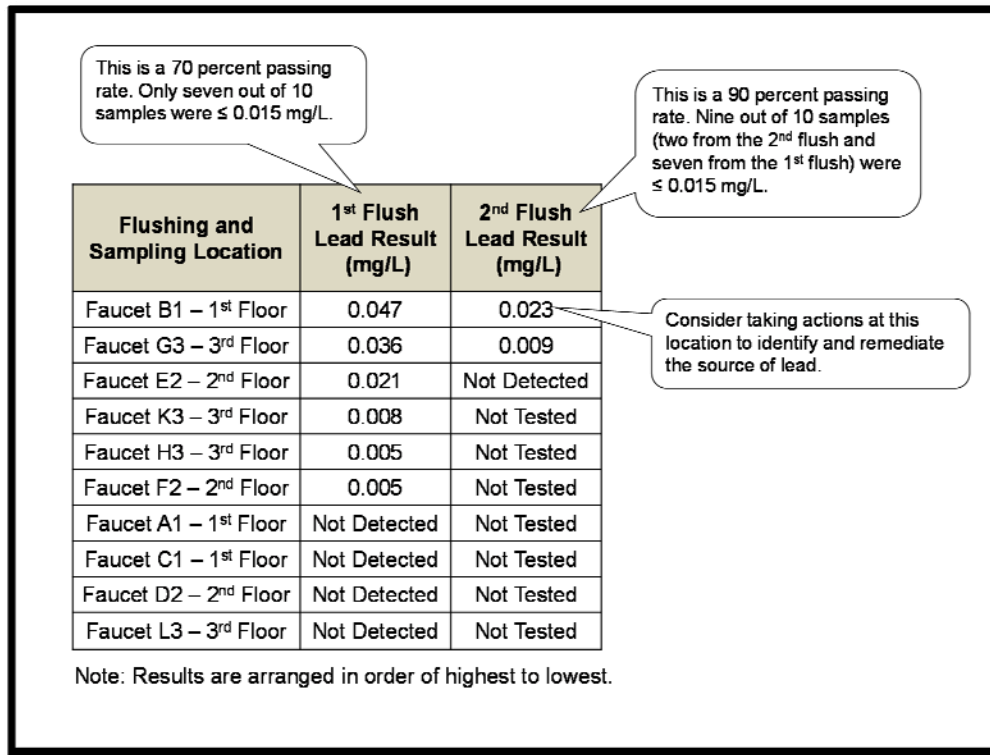 This is a 70 percent passing
rate. Only seven out of 10
samples were ≤ 0.015 mg/L.
This is a 90 percent passing
rate. Nine out of 10 samples
(two from the 2nd flush and
seven from the 1st flush) were
≤ 0.015 mg/L.
Flushing and
Sampling Location
1st Flush
Lead Result
(mg/L)
2nd Flush
Lead Result
(mg/L)
Faucet B1 – 1st Floor 0.047 0.023
Faucet G3 – 3rd Floor 0.036 0.009
Faucet E2 – 2nd Floor 0.021 Not Detected
Faucet K3 – 3rd Floor 0.008 Not Tested
Faucet H3 – 3rd Floor 0.005 Not Tested
Faucet F2 – 2nd Floor 0.005 Not Tested
Faucet A1 – 1st Floor Not Detected Not Tested
Faucet C1 – 1st Floor Not Detected Not Tested
Faucet D2 – 2nd Floor Not Detected Not Tested
Faucet L3 – 3rd Floor Not Detected Not Tested
Consider taking actions at this
location to identify and remediate
the source of lead.
Note: Results are arranged in order of highest to lowest.